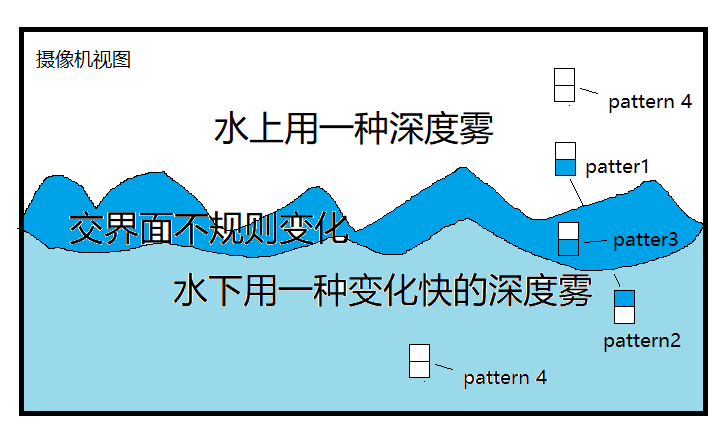 摄像机视图
pattern 4
水上用一种深度雾
patter1
交界面不规则变化
patter3
水下用一种变化快的深度雾
pattern2
pattern 4